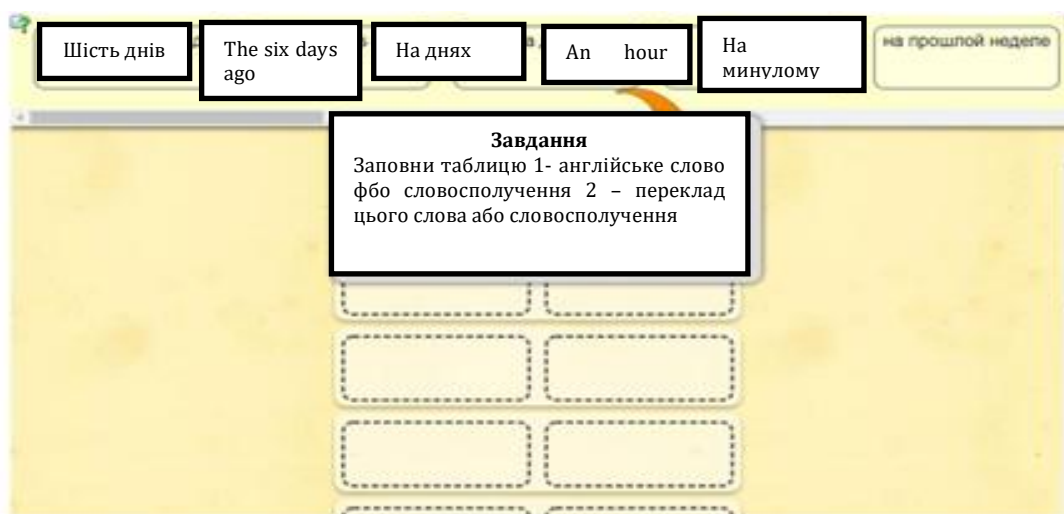 Шість днів
The six days
ago
На днях
An hour
На
минулому
на прошлой неделе
Завдання
Заповни таблицю 1- англійське слово
фбо словосполучення 2 – переклад
цього слова або словосполучення